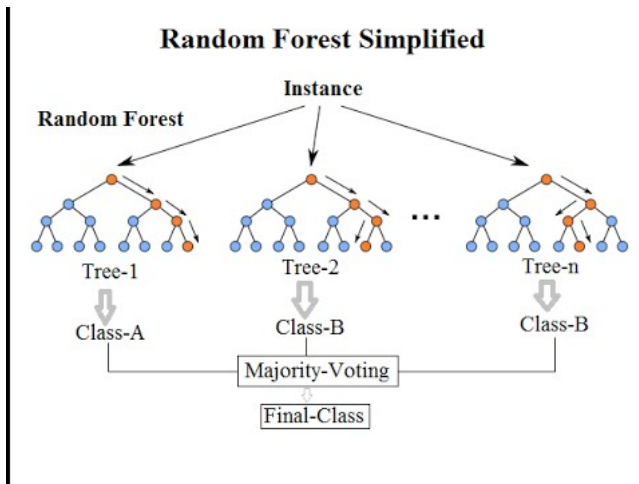 Random Forest Simplified
Instance
Random Forest
...
Tree-1
Tree-2
Tree-n
Class-A
Class-B
Class-B
Majority-Voting
Final-Class